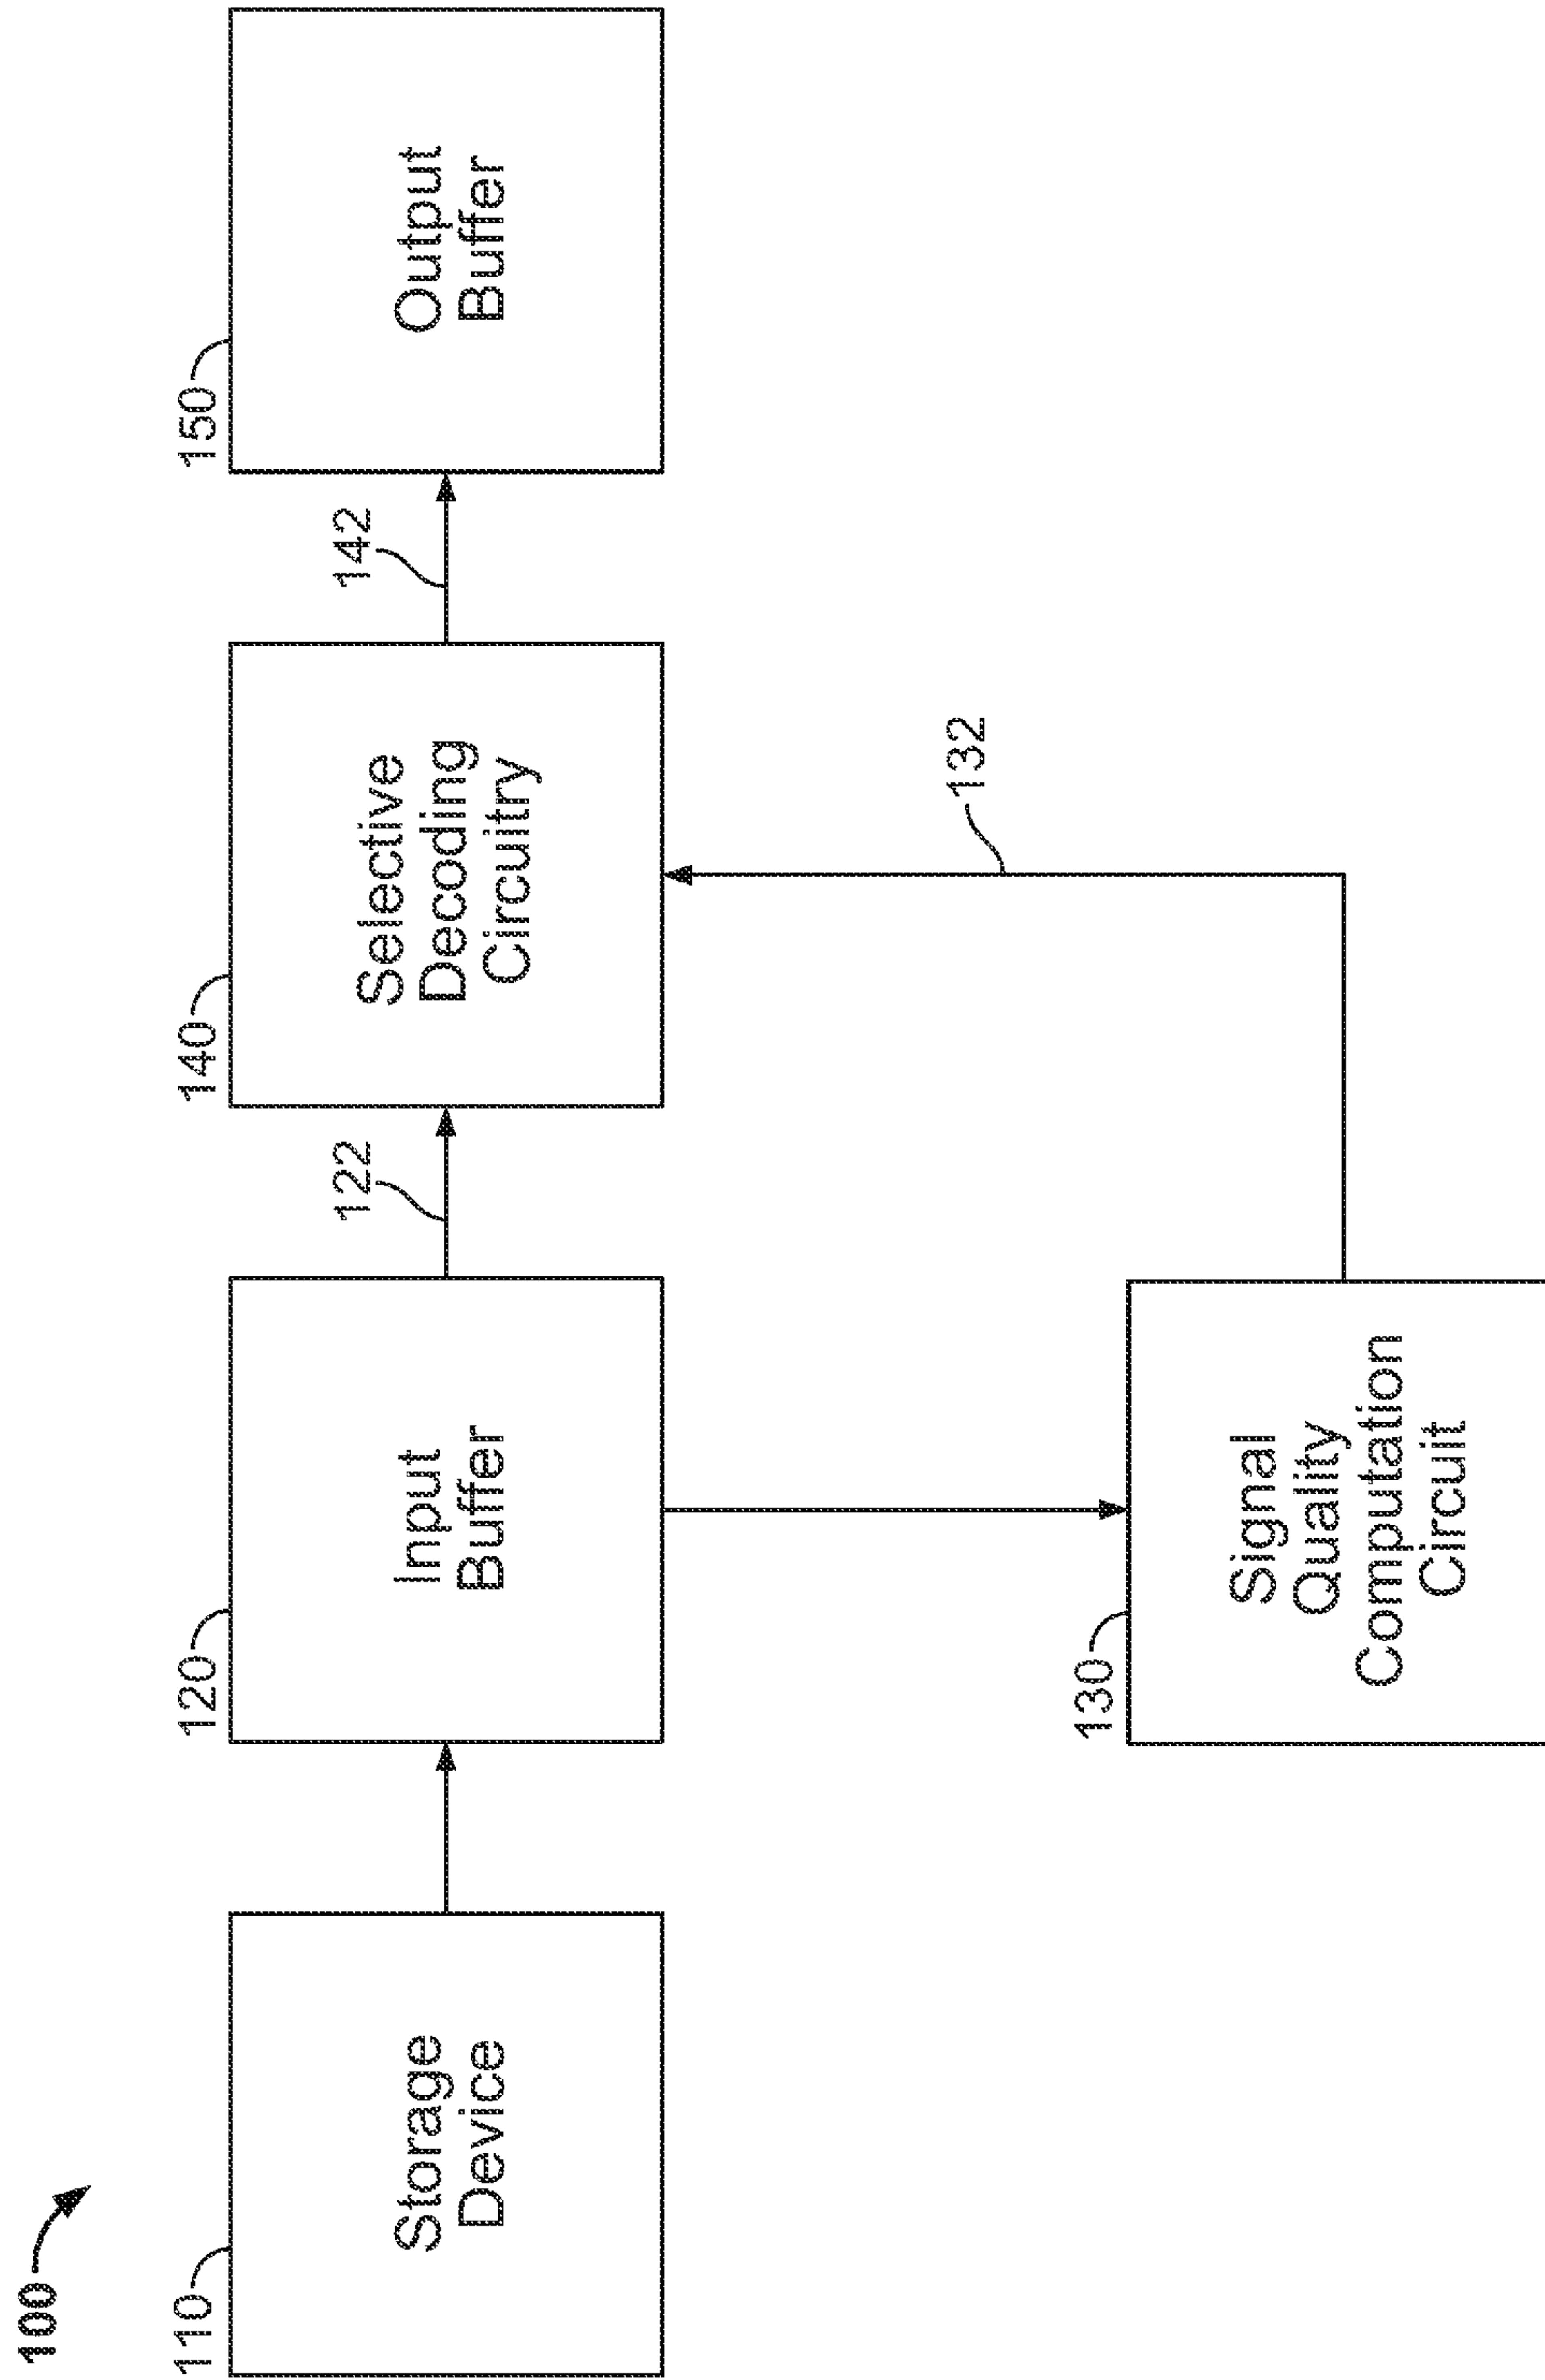 100
110
Storage
Device
120
Input
Buffer
122
140
Selective
Decoding
Circuitry
142
150
Output
Buffer
130
Signal
Quality
Computation
Circuit
132